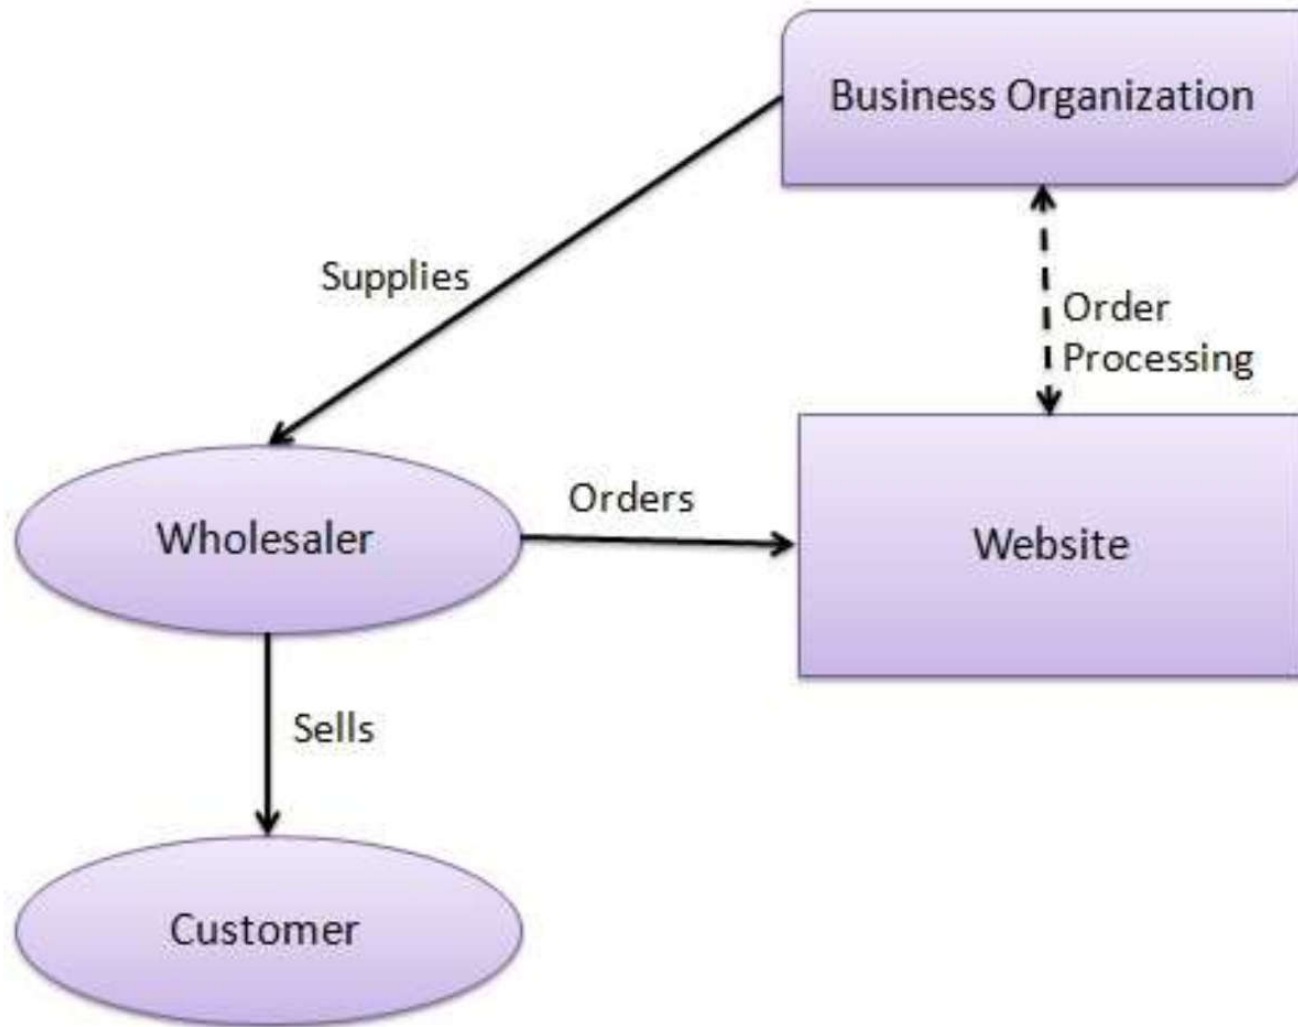 Business Organization
Supplies
Order
Processing
Orders
Wholesaler
Website
Sells
Customer